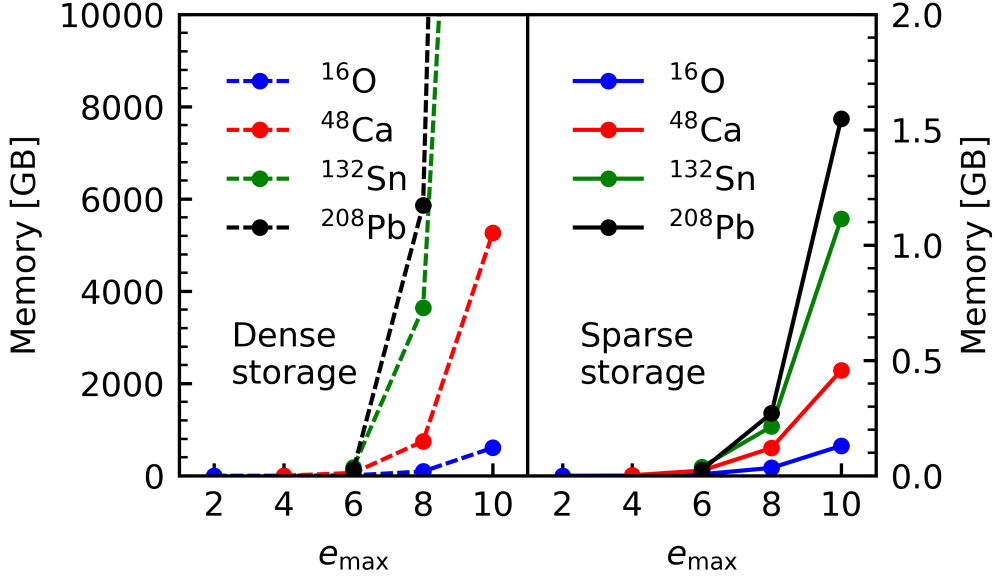 10000
8000
6000
4000
2000
0
Memory [GB]
¹⁶O
⁴⁸Ca
¹³²Sn
²⁰⁸Pb
Dense
storage
2 4 6 8 10
e_max
¹⁶O
⁴⁸Ca
¹³²Sn
²⁰⁸Pb
Sparse
storage
2 4 6 8 10
e_max
2.0
1.5
1.0
0.5
0.0
Memory [GB]